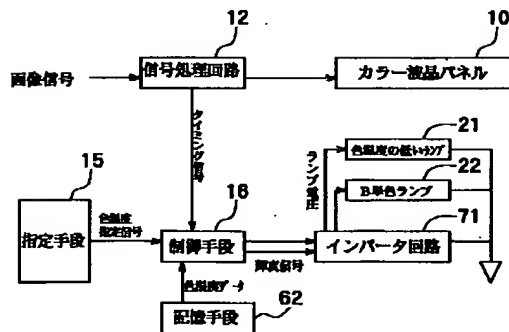 12
10
画像信号
信号処理回路
カラー液晶パネル
タイミング信号
21
色温度の低いランプ
ランプ電圧
22
B単色ランプ
15
指定手段
色温度
指定信号
16
制御手段
輝度信号
71
インバータ回路
色温度データ
62
記憶手段